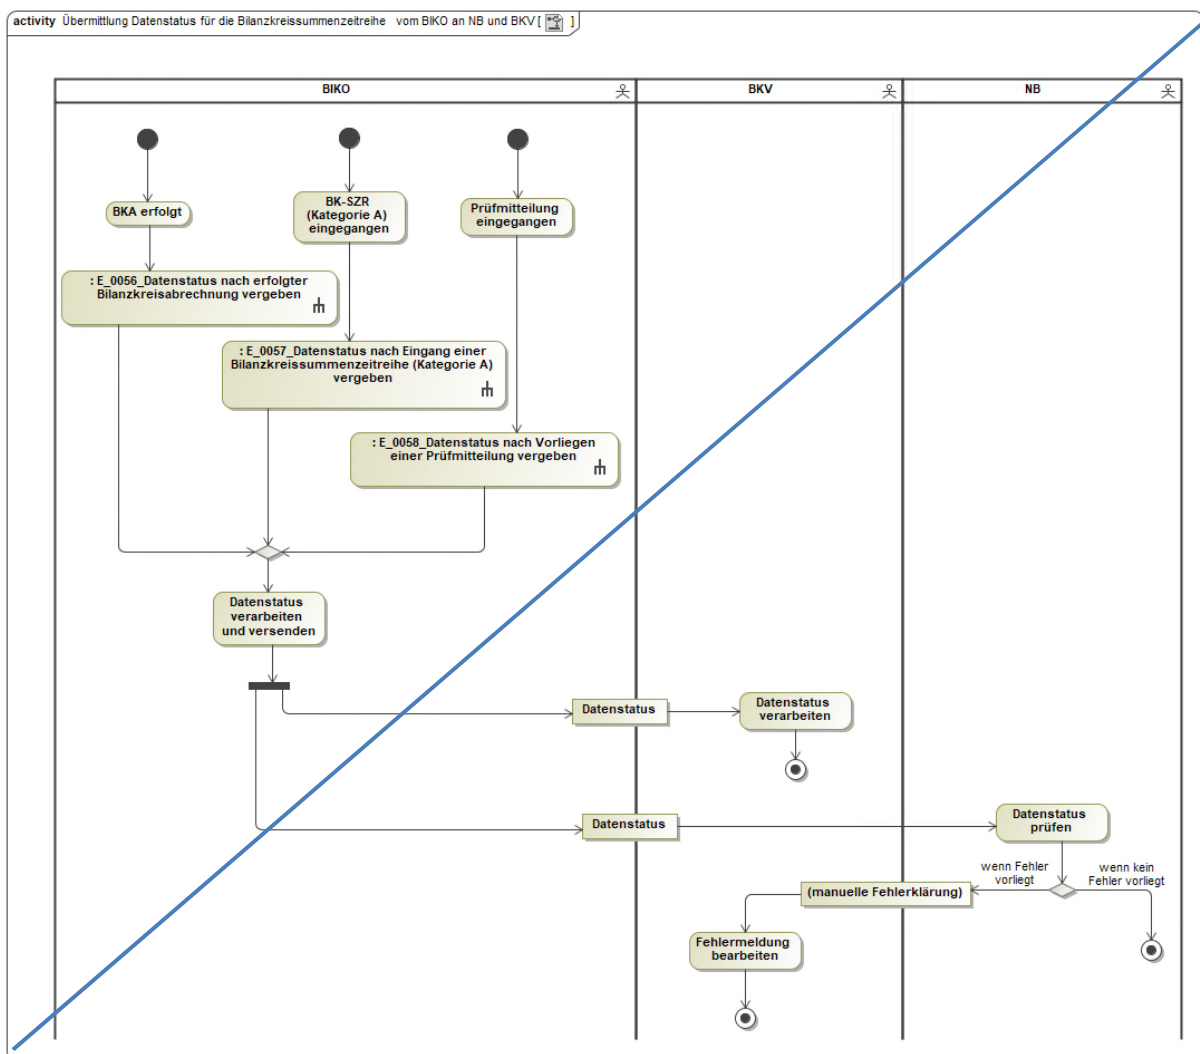 activity Übermittlung Datenstatus für die Bilanzkreissummenzeitreihe vom BIKO an NB und BKV [ ]
BIKO
BKV
NB
BKA erfolgt
BK-SZR
(Kategorie A)
eingegangen
Prüfmitteilung
eingegangen
: E_0056_Datenstatus nach erfolgter
Bilanzkreisabrechnung vergeben
: E_0057_Datenstatus nach Eingang einer
Bilanzkreissummenzeitreihe (Kategorie A)
vergeben
: E_0058_Datenstatus nach Vorliegen
einer Prüfmitteilung vergeben
Datenstatus
verarbeiten
und versenden
Datenstatus
Datenstatus
verarbeiten
Datenstatus
Datenstatus
prüfen
wenn Fehler
vorliegt
wenn kein
Fehler vorliegt
(manuelle Fehlerklärung)
Fehlermeldung
bearbeiten